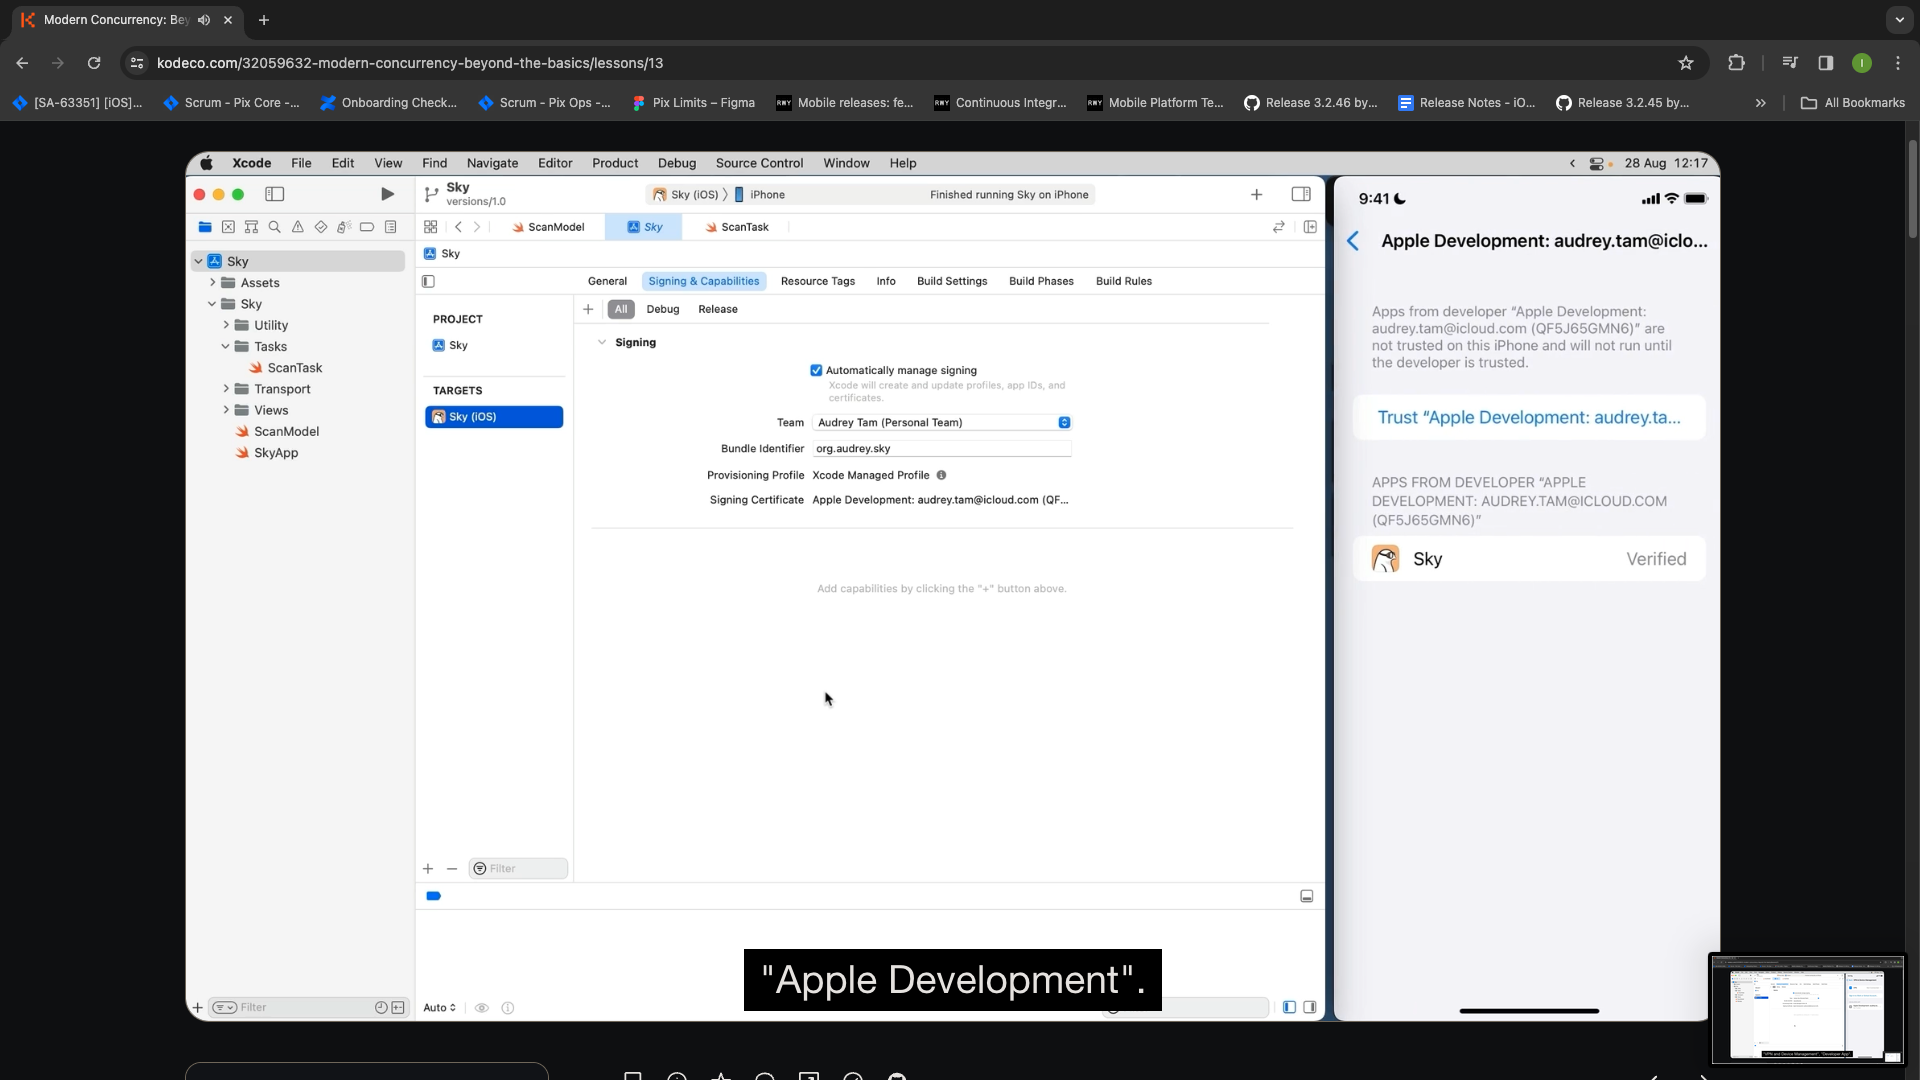 Modern Concurrency: Bey
kodeco.com/32059632-modern-concurrency-beyond-the-basics/lessons/13
I
[SA-63351] [iOS]...
Scrum - Pix Core -...
Onboarding Check...
Scrum - Pix Ops -...
Pix Limits – Figma
Mobile releases: fe...
Continuous Integr...
Mobile Platform Te...
Release 3.2.46 by...
Release Notes - iO...
Release 3.2.45 by...
All Bookmarks
Xcode File Edit View Find Navigate Editor Product Debug Source Control Window Help
28 Aug 12:17
Sky
versions/1.0
Sky (iOS) 〉 iPhone
Finished running Sky on iPhone
ScanModel
Sky
ScanTask
Sky
Sky
Assets
Sky
Utility
Tasks
ScanTask
Transport
Views
ScanModel
SkyApp
Filter
General
Signing & Capabilities
Resource Tags
Info
Build Settings
Build Phases
Build Rules
PROJECT
Sky
TARGETS
Sky (iOS)
Filter
All
Debug
Release
Signing
Automatically manage signing
Xcode will create and update profiles, app IDs, and
certificates.
Team Audrey Tam (Personal Team)
Bundle Identifier org.audrey.sky
Provisioning Profile Xcode Managed Profile
Signing Certificate Apple Development: audrey.tam@icloud.com (QF...
Add capabilities by clicking the "+" button above.
Auto
"Apple Development".
9:41
Apple Development: audrey.tam@iclo...
Apps from developer “Apple Development:
audrey.tam@icloud.com (QF5J65GMN6)” are
not trusted on this iPhone and will not run until
the developer is trusted.
Trust “Apple Development: audrey.ta...
APPS FROM DEVELOPER “APPLE
DEVELOPMENT: AUDREY.TAM@ICLOUD.COM
(QF5J65GMN6)”
Sky
Verified